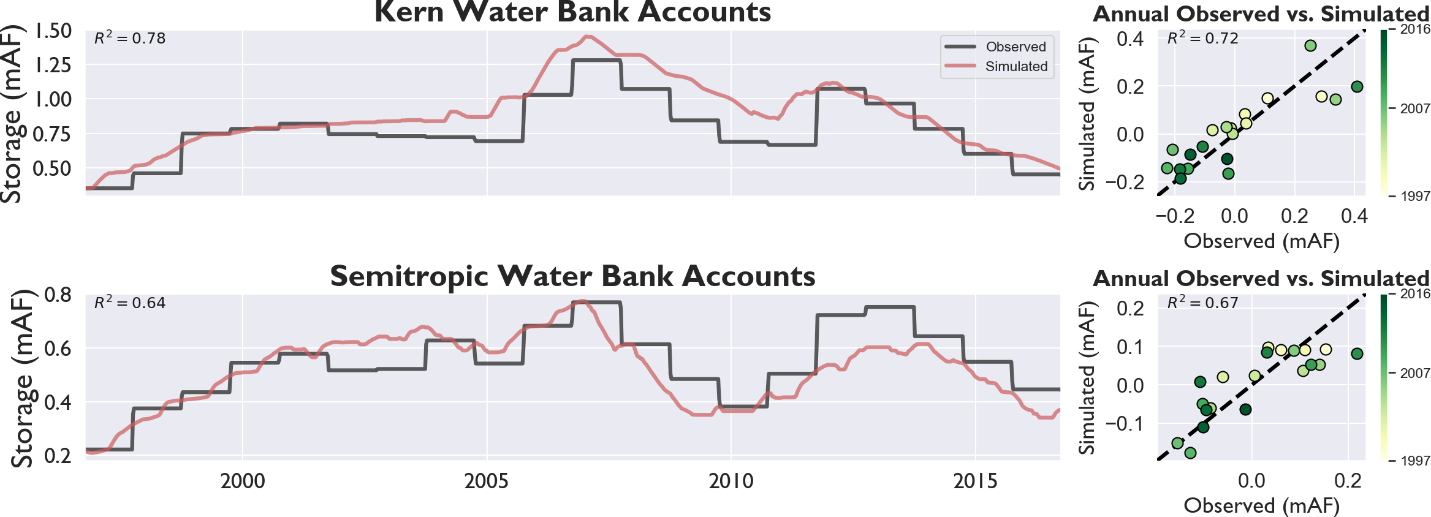 Kern Water Bank Accounts
Storage (mAF)
1.50
1.25
1.00
0.75
0.50
R² = 0.78
Observed
Simulated
Annual Observed vs. Simulated
Simulated (mAF)
0.4
0.2
0.0
−0.2
R² = 0.72
−0.2 0.0 0.2 0.4
Observed (mAF)
2016
2007
1997
Semitropic Water Bank Accounts
Storage (mAF)
0.8
0.6
0.4
0.2
R² = 0.64
2000 2005 2010 2015
Annual Observed vs. Simulated
Simulated (mAF)
0.2
0.1
0.0
−0.1
R² = 0.67
0.0 0.2
Observed (mAF)
2016
2007
1997